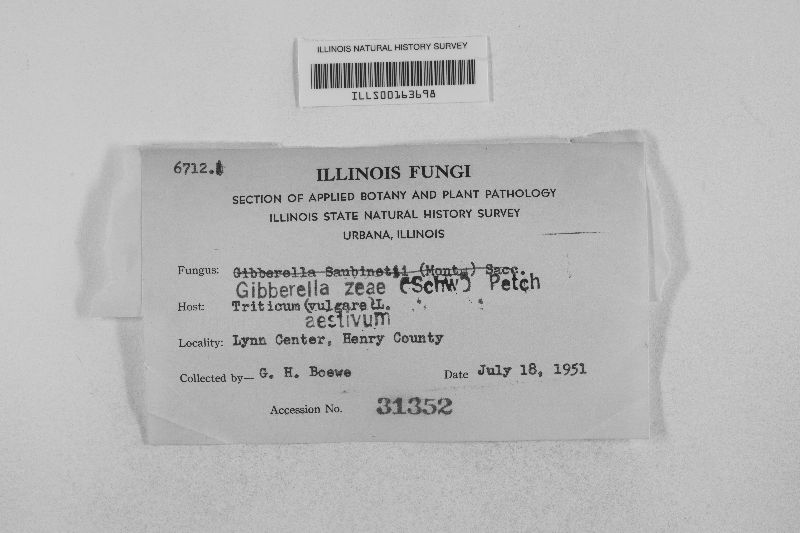 ILLINOIS NATURAL HISTORY SURVEY
ILLS00163698
6712.1
ILLINOIS FUNGI
SECTION OF APPLIED BOTANY AND PLANT PATHOLOGY
ILLINOIS STATE NATURAL HISTORY SURVEY
URBANA, ILLINOIS
Fungus: Gibberella Saubinetii (Mont.) Sacc.
Gibberella zeae (Schw) Petch
Host: Triticum (vulgare) L.
aestivum
Locality: Lynn Center, Henry County
Collected by— G. H. Boewe Date July 18, 1951
Accession No. 31352